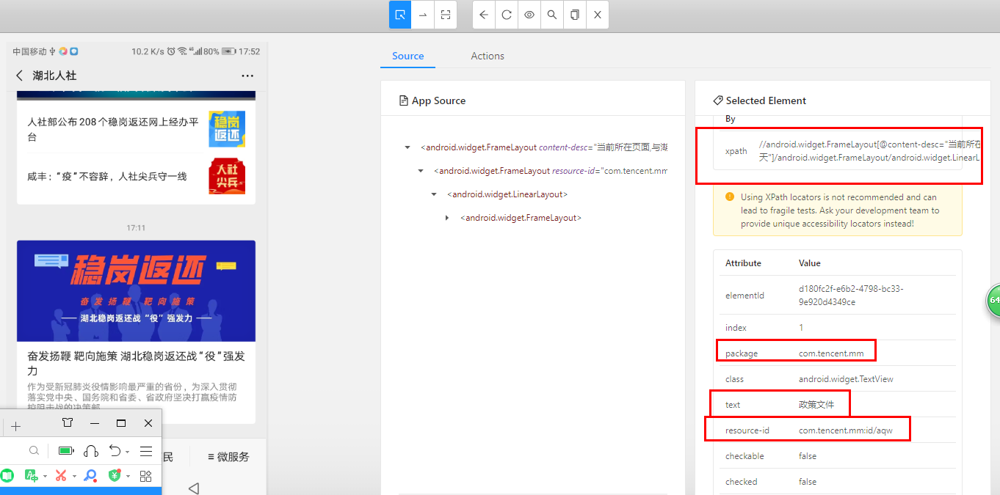 中国移动
10.2 K/s
80%
17:52
湖北人社
人社部公布208个稳岗返还网上经办平
台
稳岗
返还
咸丰：“疫”不容辞，人社尖兵守一线
人社
尖兵
17:11
稳岗返还
奋发扬鞭 靶向施策
湖北稳岗返还战“役”强发力
奋发扬鞭 靶向施策 湖北稳岗返还战“役”强发
力
作为受新冠肺炎疫情影响最严重的省份，为深入贯彻
落实党中央、国务院和省委、省政府坚决打赢疫情防
控阻击战的决策部
民
≡ 微服务
Source
Actions
App Source
<android.widget.FrameLayout content-desc="当前所在页面,与湖
<android.widget.FrameLayout resource-id="com.tencent.mm
<android.widget.LinearLayout>
<android.widget.FrameLayout>
Selected Element
By
xpath
//android.widget.FrameLayout[@content-desc="当前所在
天"]/android.widget.FrameLayout/android.widget.LinearL
Using XPath locators is not recommended and can
lead to fragile tests. Ask your development team to
provide unique accessibility locators instead!
Attribute Value
elementId d180fc2f-e6b2-4798-bc33-
9e920d4349ce
index 1
package com.tencent.mm
class android.widget.TextView
text 政策文件
resource-id com.tencent.mm:id/aqw
checkable false
checked false
64